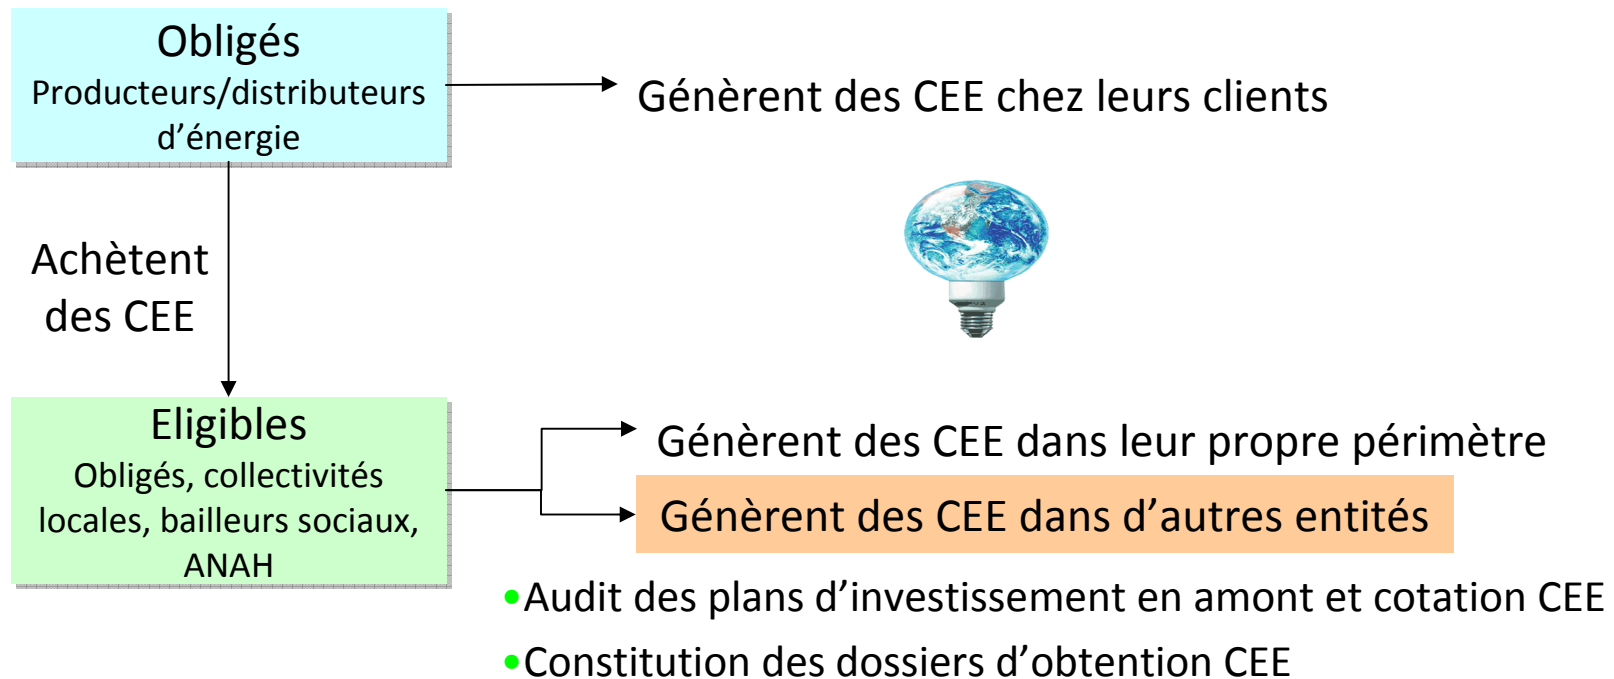 Obligés
Producteurs/distributeurs
d’énergie
Génèrent des CEE chez leurs clients
Achètent
des CEE
Eligibles
Obligés, collectivités
locales, bailleurs sociaux,
ANAH
Génèrent des CEE dans leur propre périmètre
Génèrent des CEE dans d’autres entités
•Audit des plans d’investissement en amont et cotation CEE
•Constitution des dossiers d’obtention CEE